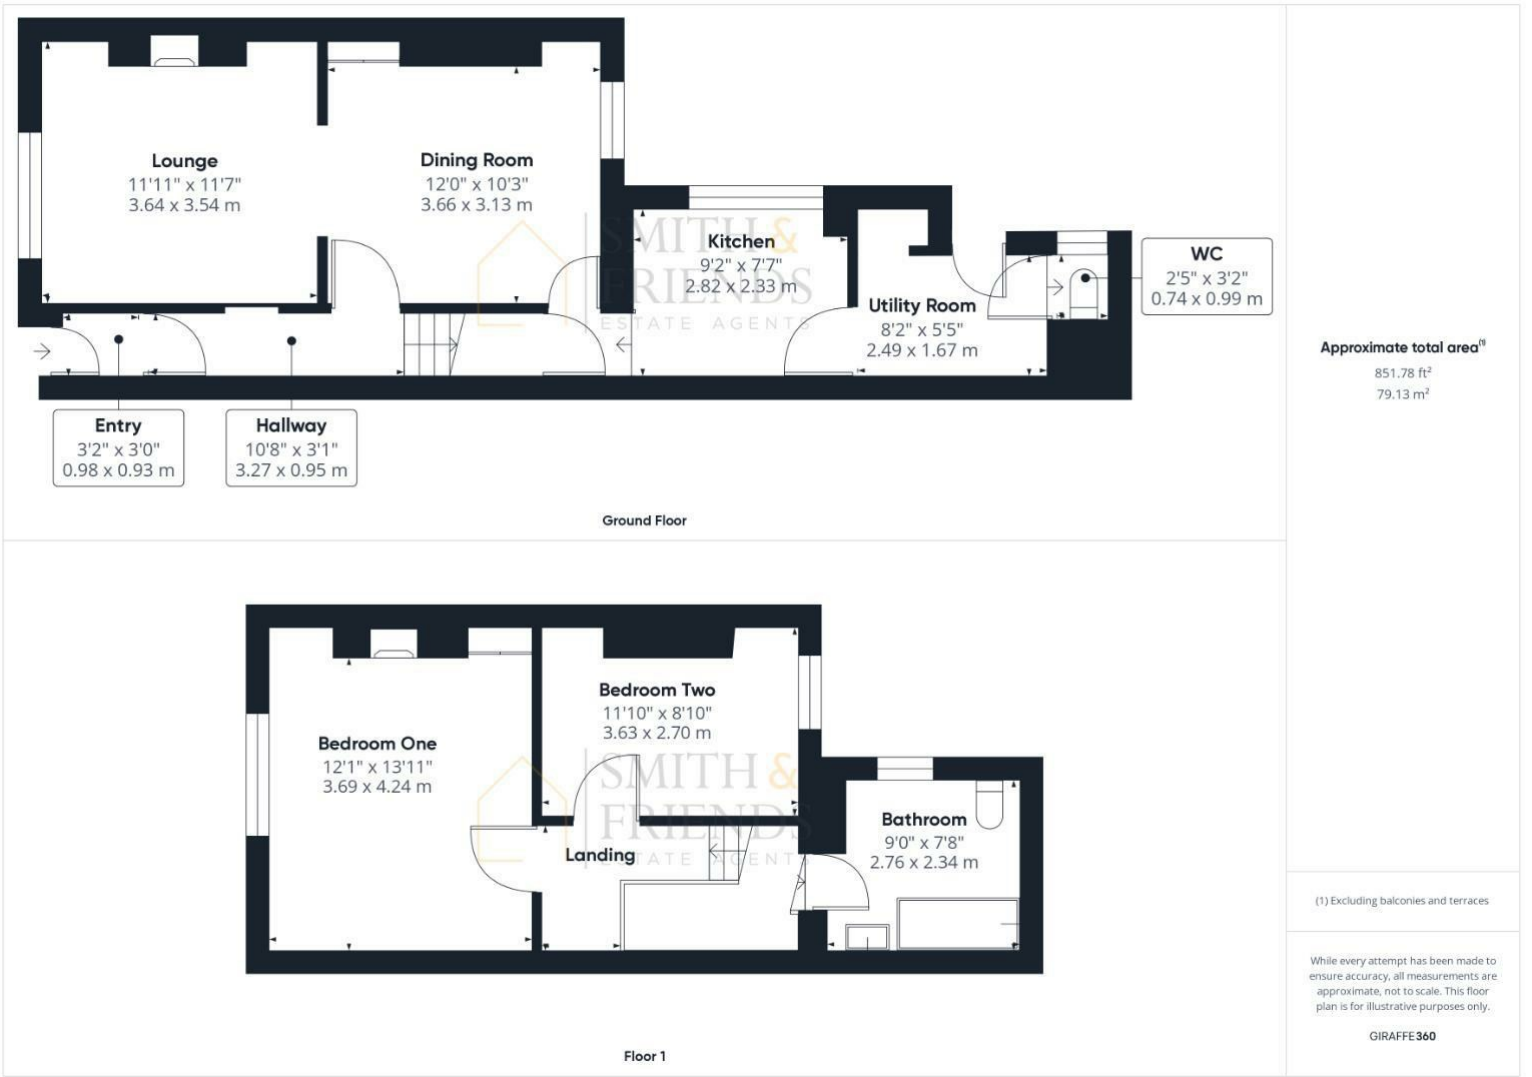 Lounge
11'11" x 11'7"
3.64 x 3.54 m
Dining Room
12'0" x 10'3"
3.66 x 3.13 m
SMITH &
FRIENDS
ESTATE AGENTS
Kitchen
9'2" x 7'7"
2.82 x 2.33 m
Utility Room
8'2" x 5'5"
2.49 x 1.67 m
WC
2'5" x 3'2"
0.74 x 0.99 m
Entry
3'2" x 3'0"
0.98 x 0.93 m
Hallway
10'8" x 3'1"
3.27 x 0.95 m
Ground Floor
Bedroom One
12'1" x 13'11"
3.69 x 4.24 m
Bedroom Two
11'10" x 8'10"
3.63 x 2.70 m
SMITH &
FRIENDS
ESTATE AGENTS
Landing
Bathroom
9'0" x 7'8"
2.76 x 2.34 m
Floor 1
Approximate total area⁽¹⁾
851.78 ft²
79.13 m²
(1) Excluding balconies and terraces
While every attempt has been made to
ensure accuracy, all measurements are
approximate, not to scale. This floor
plan is for illustrative purposes only.
GIRAFFE360